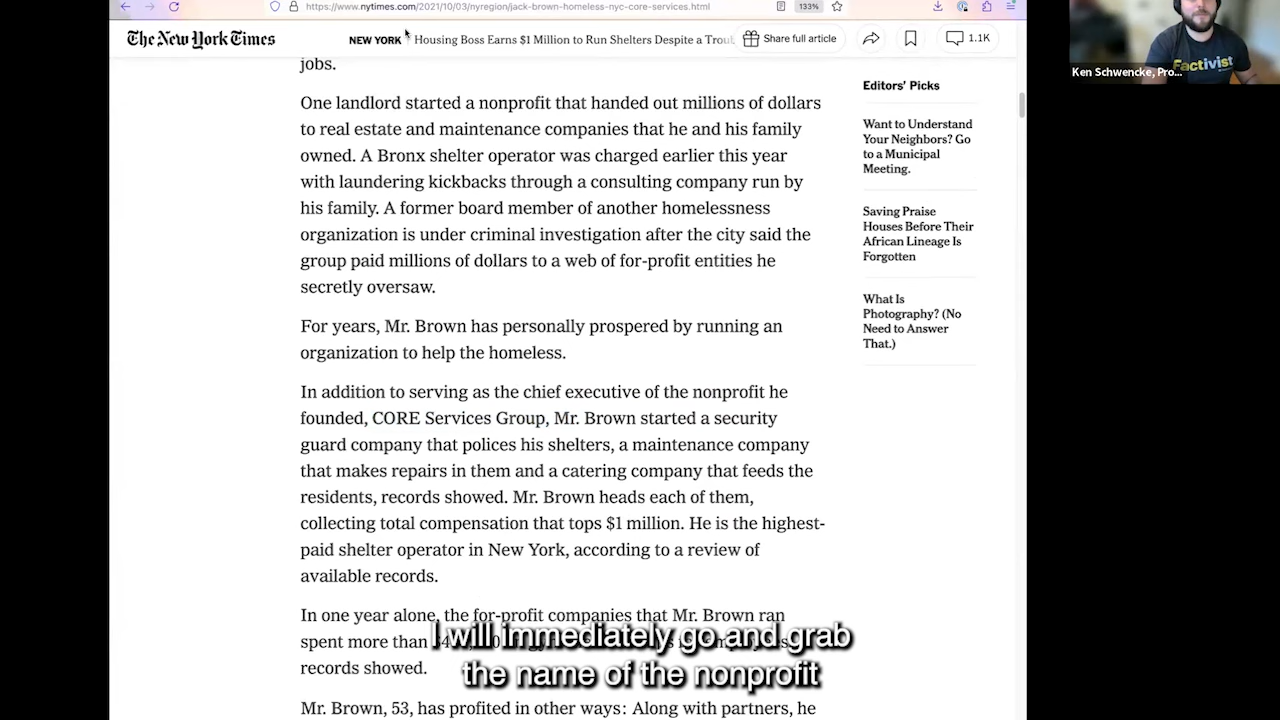 https://www.nytimes.com/2021/10/03/nyregion/jack-brown-homeless-nyc-core-services.html
133%
The New York Times
NEW YORK
Housing Boss Earns $1 Million to Run Shelters Despite a Trou
Share full article
1.1K
jobs.
One landlord started a nonprofit that handed out millions of dollars
to real estate and maintenance companies that he and his family
owned. A Bronx shelter operator was charged earlier this year
with laundering kickbacks through a consulting company run by
his family. A former board member of another homelessness
organization is under criminal investigation after the city said the
group paid millions of dollars to a web of for-profit entities he
secretly oversaw.
For years, Mr. Brown has personally prospered by running an
organization to help the homeless.
In addition to serving as the chief executive of the nonprofit he
founded, CORE Services Group, Mr. Brown started a security
guard company that polices his shelters, a maintenance company
that makes repairs in them and a catering company that feeds the
residents, records showed. Mr. Brown heads each of them,
collecting total compensation that tops $1 million. He is the highest-
paid shelter operator in New York, according to a review of
available records.
In one year alone, the for-profit companies that Mr. Brown ran
spent more than
records showed.
Mr. Brown, 53, has profited in other ways: Along with partners, he
Editors' Picks
Want to Understand
Your Neighbors? Go
to a Municipal
Meeting.
Saving Praise
Houses Before Their
African Lineage Is
Forgotten
What Is
Photography? (No
Need to Answer
That.)
Factivist
Ken Schwencke, Pro...
I will immediately go and grab
the name of the nonprofit